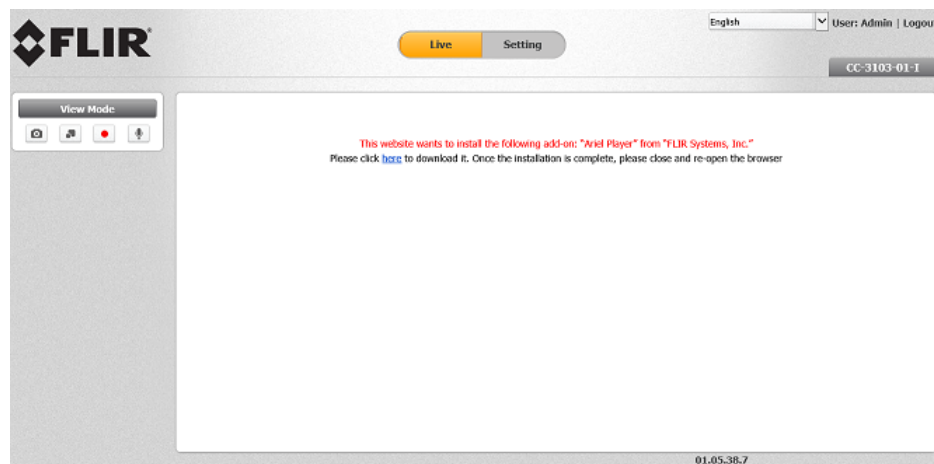 FLIR
English
User: Admin | Logou
Live
Setting
CC-3103-01-I
View Mode
This website wants to install the following add-on: "Ariel Player" from "FLIR Systems, Inc."
Please click here to download it. Once the installation is complete, please close and re-open the browser
01.05.38.7